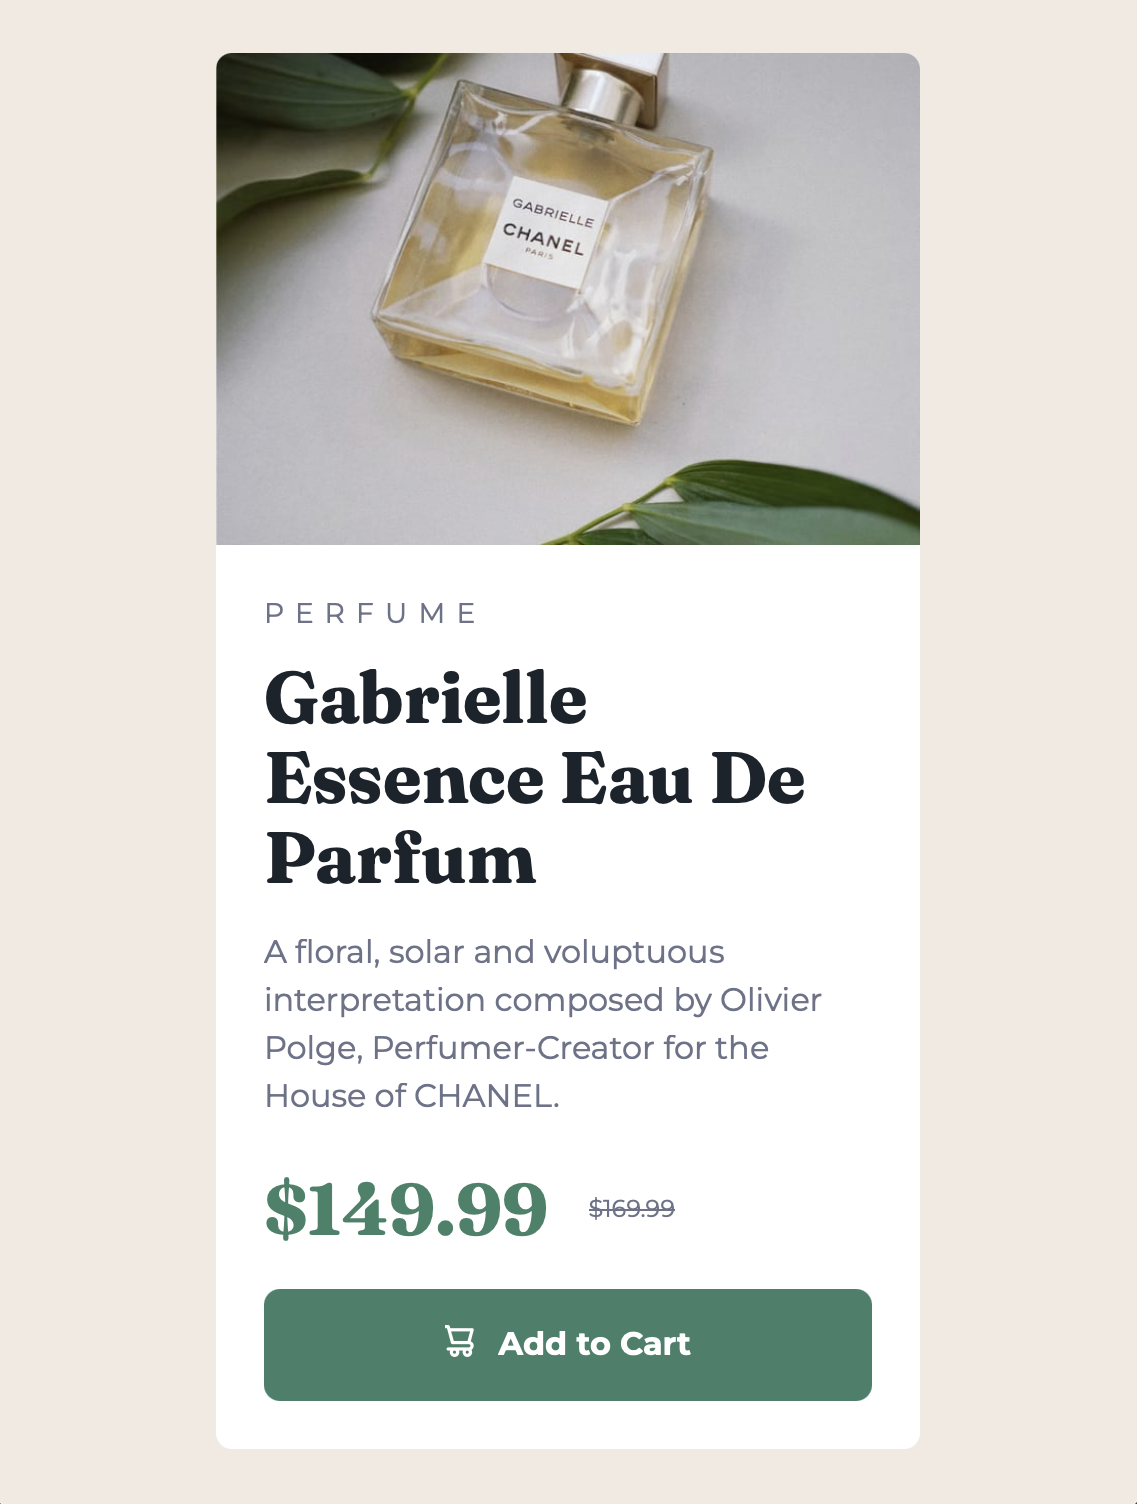 GABRIELLE
CHANEL
PARIS
PERFUME
Gabrielle
Essence Eau De
Parfum
A floral, solar and voluptuous
interpretation composed by Olivier
Polge, Perfumer-Creator for the
House of CHANEL.
$149.99 $169.99
Add to Cart